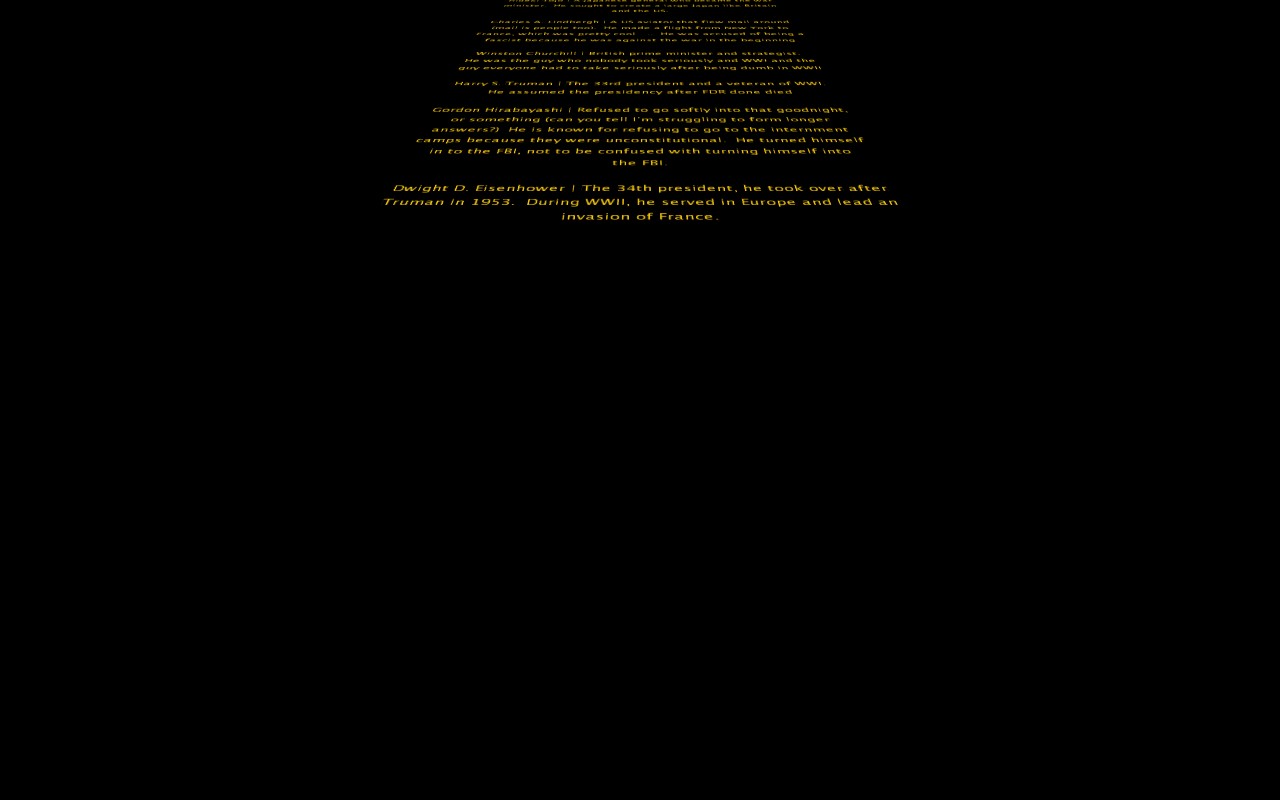 Hideki Tojo | A Japanese general who became the war
minister. He sought to create a large Japan like Britain
and the US.
Charles A. Lindbergh | A US aviator that flew mail around
(mail is people too). He made a flight from New York to
France, which was pretty cool. He was accused of being a
fascist because he was against the war in the beginning.
Winston Churchill | British prime minister and strategist.
He was the guy who nobody took seriously and WWI and the
guy everyone had to take seriously after being dumb in WWII.
Harry S. Truman | The 33rd president and a veteran of WWI.
He assumed the presidency after FDR done died.
Gordon Hirabayashi | Refused to go softly into that goodnight,
or something (can you tell I'm struggling to form longer
answers?) He is known for refusing to go to the internment
camps because they were unconstitutional. He turned himself
in to the FBI, not to be confused with turning himself into
the FBI.
Dwight D. Eisenhower | The 34th president, he took over after
Truman in 1953. During WWII, he served in Europe and lead an
invasion of France.